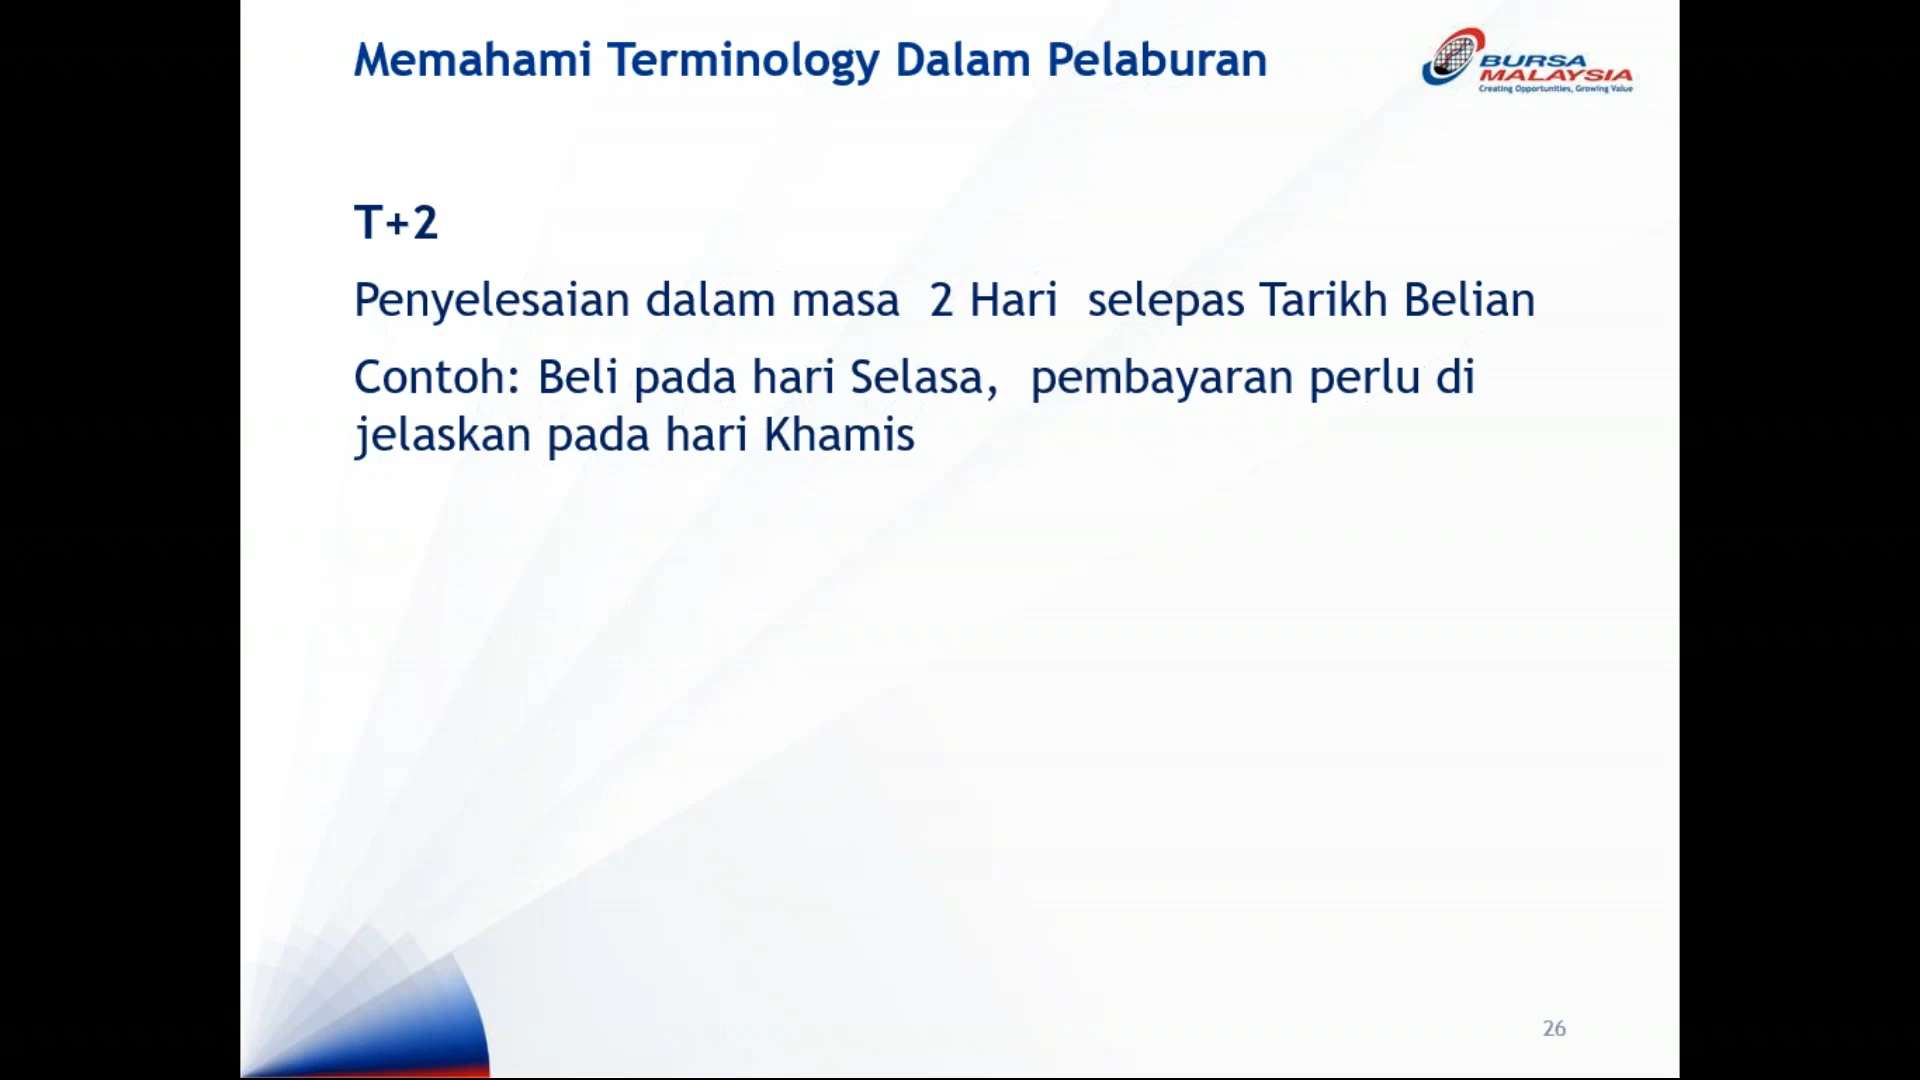 Memahami Terminology Dalam Pelaburan
BURSA
MALAYSIA
Creating Opportunities, Growing Value
T+2
Penyelesaian dalam masa 2 Hari selepas Tarikh Belian
Contoh: Beli pada hari Selasa, pembayaran perlu di
jelaskan pada hari Khamis
26